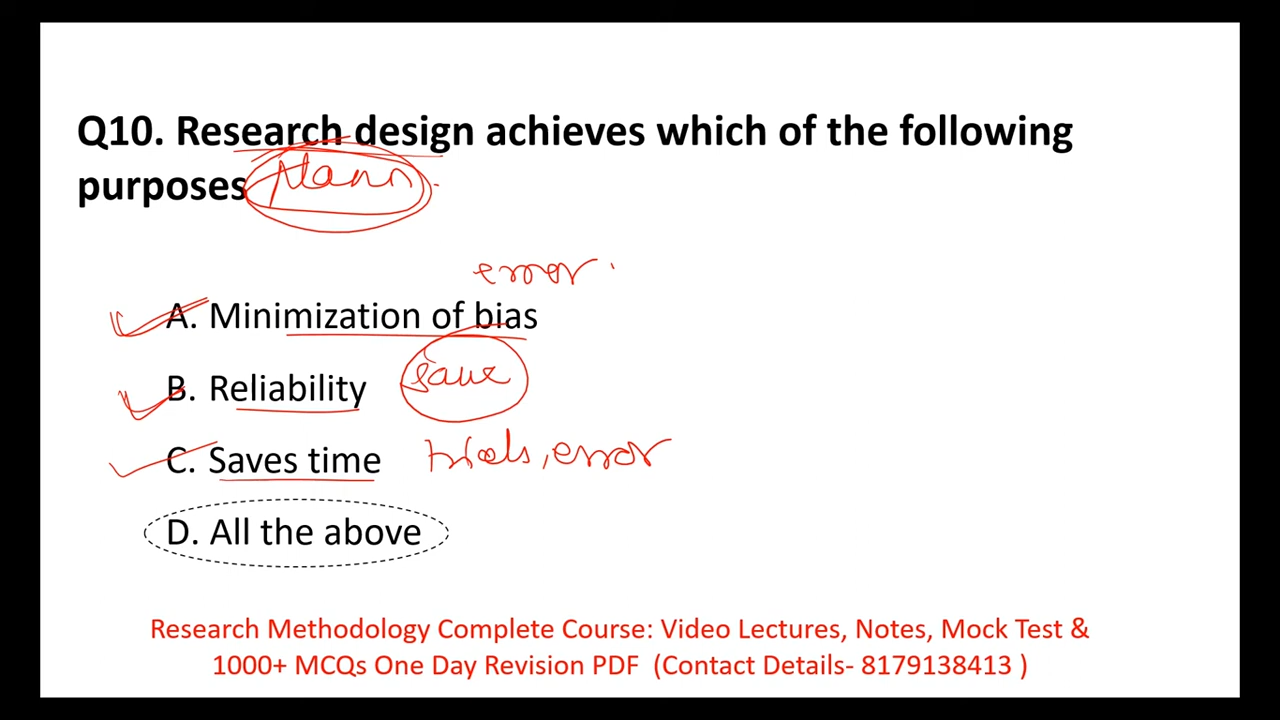 Q10. Research design achieves which of the following
purposes plann
error
A. Minimization of bias
B. Reliability same
C. Saves time trials, error
D. All the above
Research Methodology Complete Course: Video Lectures, Notes, Mock Test &
1000+ MCQs One Day Revision PDF (Contact Details- 8179138413 )